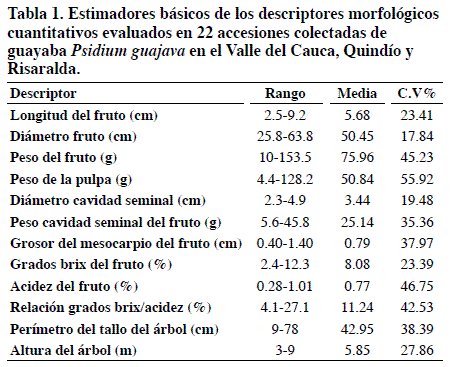 Tabla 1. Estimadores básicos de los descriptores morfológicos
cuantitativos evaluados en 22 accesiones colectadas de
guayaba Psidium guajava en el Valle del Cauca, Quindío y
Risaralda.
Descriptor Rango Media C.V%
Longitud del fruto (cm) 2.5-9.2 5.68 23.41
Diámetro fruto (cm) 25.8-63.8 50.45 17.84
Peso del fruto (g) 10-153.5 75.96 45.23
Peso de la pulpa (g) 4.4-128.2 50.84 55.92
Diámetro cavidad seminal (cm) 2.3-4.9 3.44 19.48
Peso cavidad seminal del fruto (g) 5.6-45.8 25.14 35.36
Grosor del mesocarpio del fruto (cm) 0.40-1.40 0.79 37.97
Grados brix del fruto (%) 2.4-12.3 8.08 23.39
Acidez del fruto (%) 0.28-1.01 0.77 46.75
Relación grados brix/acidez (%) 4.1-27.1 11.24 42.53
Perímetro del tallo del árbol (cm) 9-78 42.95 38.39
Altura del árbol (m) 3-9 5.85 27.86